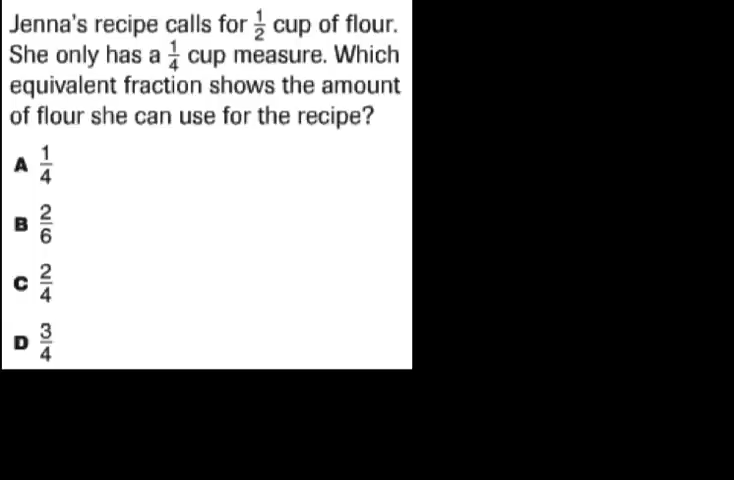 Jenna's recipe calls for 1/2 cup of flour.
She only has a 1/4 cup measure. Which
equivalent fraction shows the amount
of flour she can use for the recipe?
A 1/4
B 2/6
C 2/4
D 3/4